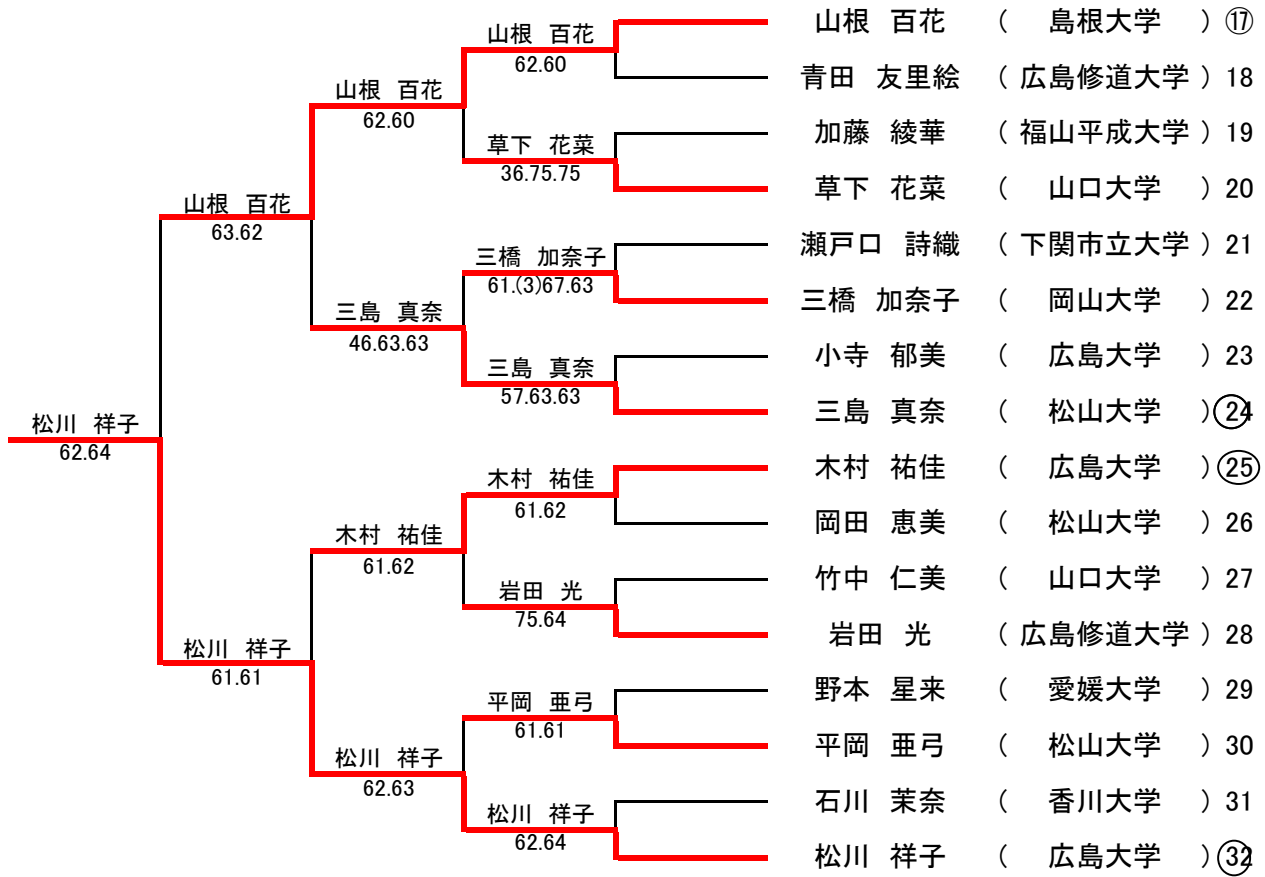 山根 百花 ( 島根大学 ) ⑰
山根 百花
62.60
青田 友里絵 ( 広島修道大学 ) 18
山根 百花
62.60
加藤 綾華 ( 福山平成大学 ) 19
草下 花菜
36.75.75
草下 花菜 ( 山口大学 ) 20
山根 百花
63.62
瀬戸口 詩織 ( 下関市立大学 ) 21
三橋 加奈子
61.(3)67.63
三橋 加奈子 ( 岡山大学 ) 22
三島 真奈
46.63.63
小寺 郁美 ( 広島大学 ) 23
三島 真奈
57.63.63
三島 真奈 ( 松山大学 ) 24
松川 祥子
62.64
木村 祐佳 ( 広島大学 ) 25
木村 祐佳
61.62
岡田 恵美 ( 松山大学 ) 26
木村 祐佳
61.62
竹中 仁美 ( 山口大学 ) 27
岩田 光
75.64
岩田 光 ( 広島修道大学 ) 28
松川 祥子
61.61
野本 星来 ( 愛媛大学 ) 29
平岡 亜弓
61.61
平岡 亜弓 ( 松山大学 ) 30
松川 祥子
62.63
石川 茉奈 ( 香川大学 ) 31
松川 祥子
62.64
松川 祥子 ( 広島大学 ) 32